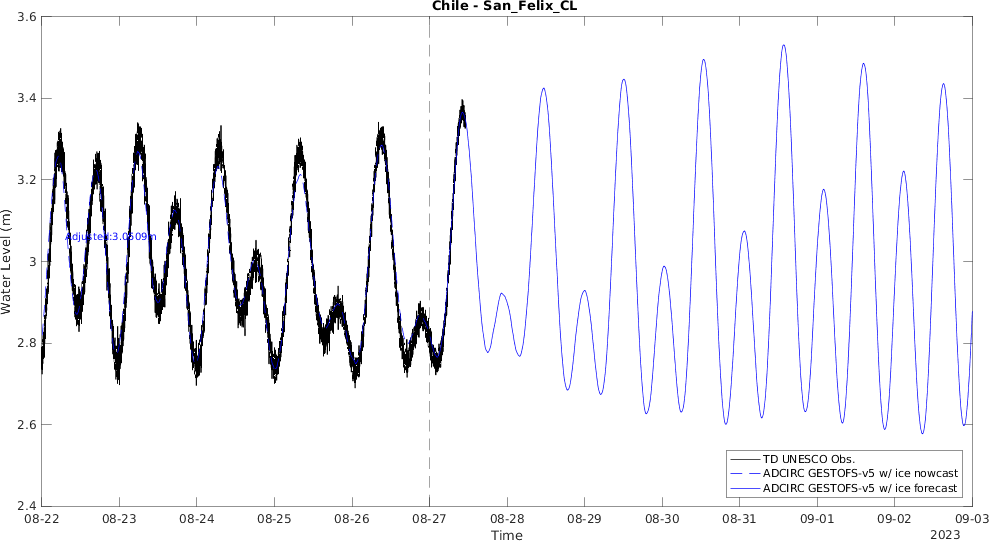 Chile - San_Felix_CL
3.6
3.4
3.2
3
2.8
2.6
2.4
Water Level (m)
Adjusted:3.0509m
TD UNESCO Obs.
ADCIRC GESTOFS-v5 w/ ice nowcast
ADCIRC GESTOFS-v5 w/ ice forecast
08-22 08-23 08-24 08-25 08-26 08-27 08-28 08-29 08-30 08-31 09-01 09-02 09-03
Time
2023